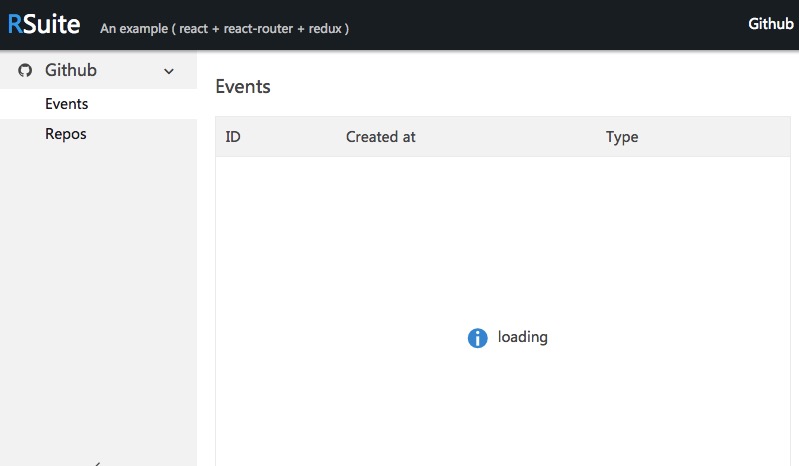 RSuite An example ( react + react-router + redux ) Github
Github
Events
Repos
Events
ID Created at Type
loading